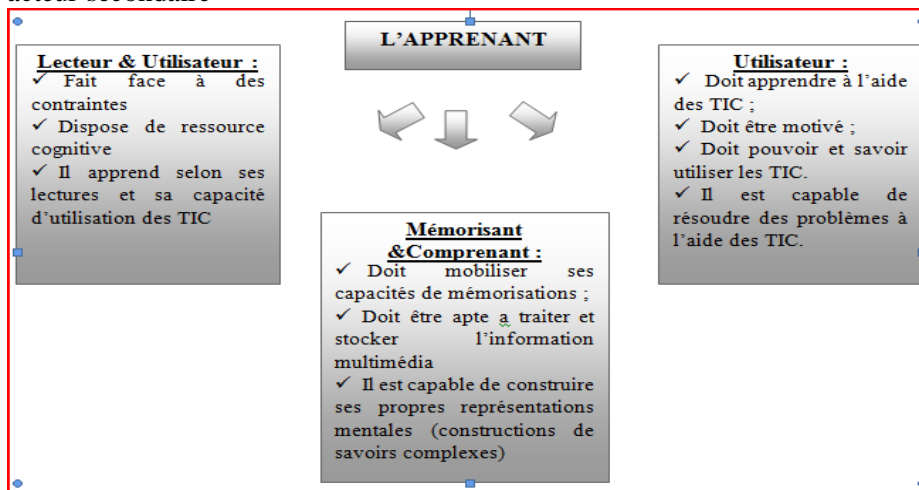 acteur secondaire
L'APPRENANT
Lecteur & Utilisateur :
✓ Fait face à des
contraintes
✓ Dispose de ressource
cognitive
✓ Il apprend selon ses
lectures et sa capacité
d'utilisation des TIC
Utilisateur :
✓ Doit apprendre à l'aide
des TIC ;
✓ Doit être motivé ;
✓ Doit pouvoir et savoir
utiliser les TIC.
✓ Il est capable de
résoudre des problèmes à
l'aide des TIC.
Mémorisant
&Comprenant :
✓ Doit mobiliser ses
capacités de mémorisations ;
✓ Doit être apte a traiter et
stocker l'information
multimédia
✓ Il est capable de construire
ses propres représentations
mentales (constructions de
savoirs complexes)